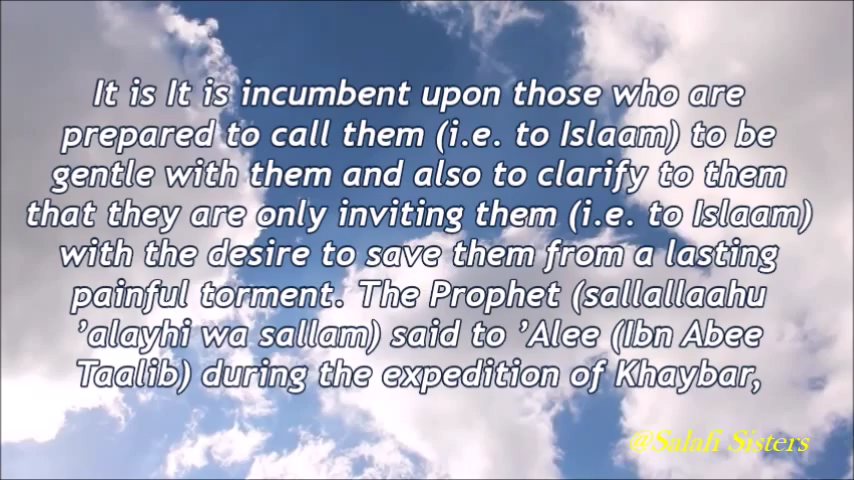 It is It is incumbent upon those who are
prepared to call them (i.e. to Islaam) to be
gentle with them and also to clarify to them
that they are only inviting them (i.e. to Islaam)
with the desire to save them from a lasting
painful torment. The Prophet (sallallaahu
’alayhi wa sallam) said to ’Alee (Ibn Abee
Taalib) during the expedition of Khaybar,
@Salafi Sisters